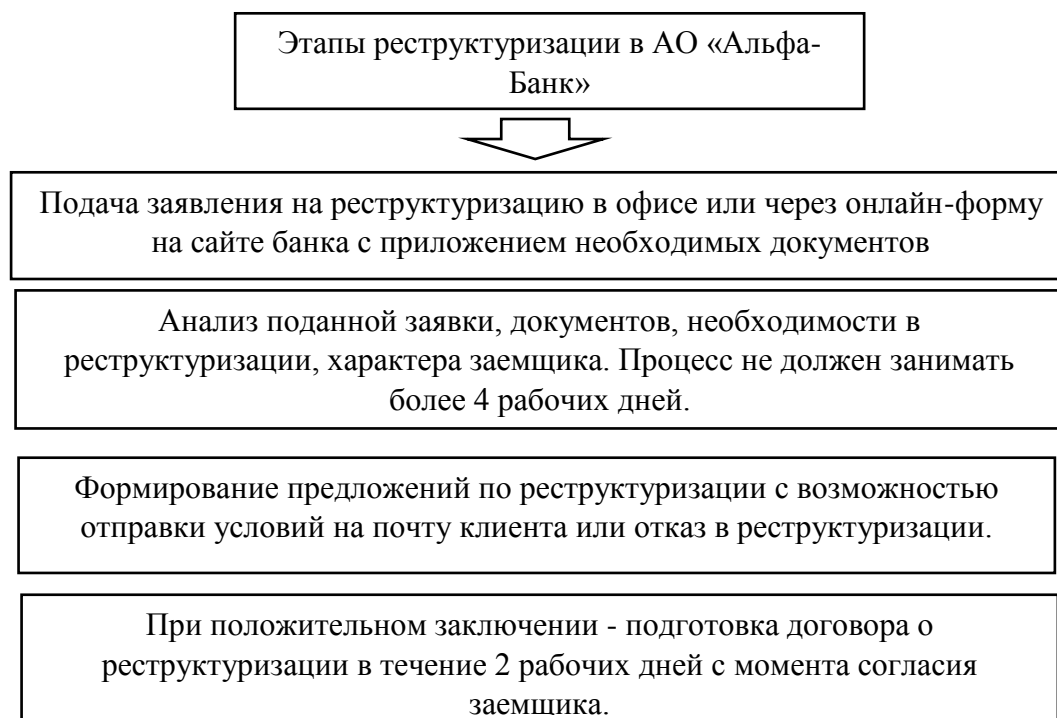 Этапы реструктуризации в АО «Альфа-
Банк»
Подача заявления на реструктуризацию в офисе или через онлайн-форму
на сайте банка с приложением необходимых документов
Анализ поданной заявки, документов, необходимости в
реструктуризации, характера заемщика. Процесс не должен занимать
более 4 рабочих дней.
Формирование предложений по реструктуризации с возможностью
отправки условий на почту клиента или отказ в реструктуризации.
При положительном заключении - подготовка договора о
реструктуризации в течение 2 рабочих дней с момента согласия
заемщика.